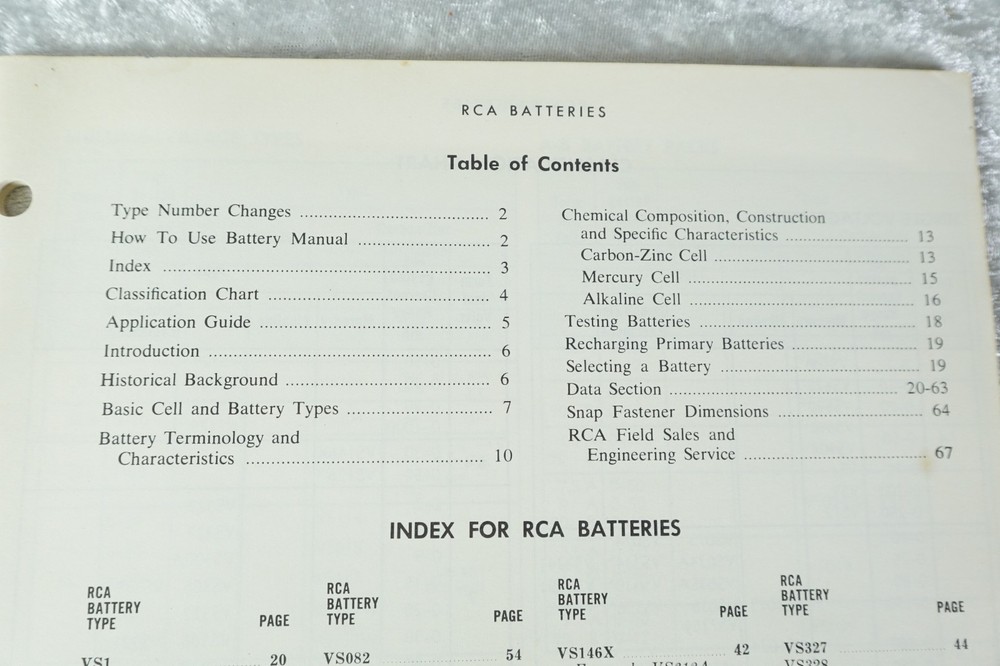 RCA BATTERIES
Table of Contents
Type Number Changes ........................................ 2
How To Use Battery Manual ............................ 2
Index ...................................................................... 3
Classification Chart ............................................... 4
Application Guide ................................................. 5
Introduction ............................................................ 6
Historical Background .......................................... 6
Basic Cell and Battery Types .............................. 7
Battery Terminology and
Characteristics .................................................. 10
Chemical Composition, Construction
and Specific Characteristics .......................... 13
Carbon-Zinc Cell .......................................... 13
Mercury Cell ................................................ 15
Alkaline Cell ................................................ 16
Testing Batteries .............................................. 18
Recharging Primary Batteries .......................... 19
Selecting a Battery .......................................... 19
Data Section .................................................. 20-63
Snap Fastener Dimensions .............................. 64
RCA Field Sales and
Engineering Service ...................................... 67
INDEX FOR RCA BATTERIES
RCA
BATTERY
TYPE PAGE
VS1 20
RCA
BATTERY
TYPE PAGE
VS082 54
RCA
BATTERY
TYPE PAGE
VS146X 42
RCA
BATTERY
TYPE PAGE
VS327 44
VS328